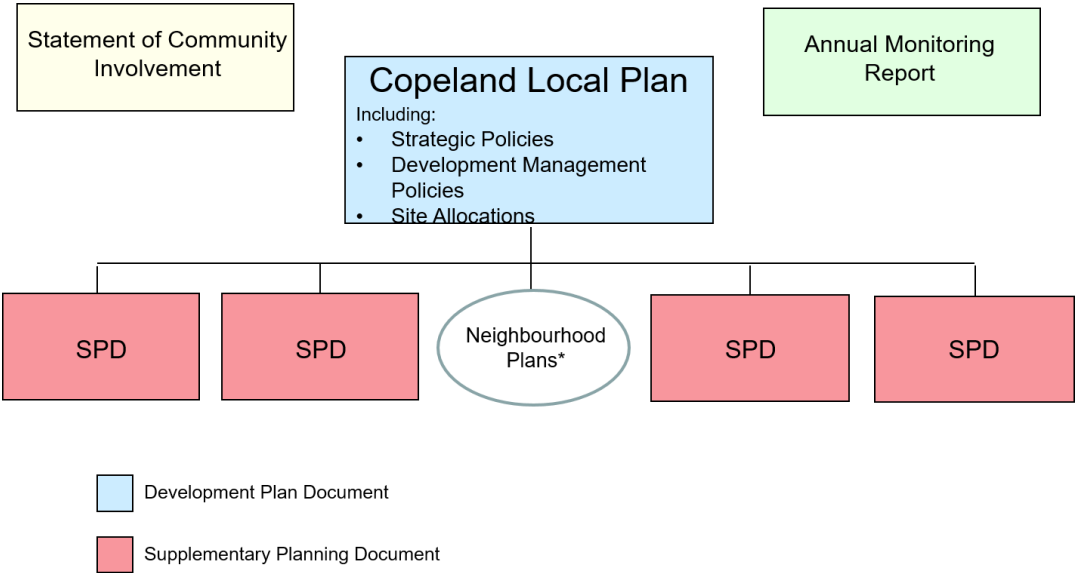 Statement of Community
Involvement
Copeland Local Plan
Including:
• Strategic Policies
• Development Management
Policies
• Site Allocations
Annual Monitoring
Report
SPD
SPD
Neighbourhood
Plans*
SPD
SPD
Development Plan Document
Supplementary Planning Document